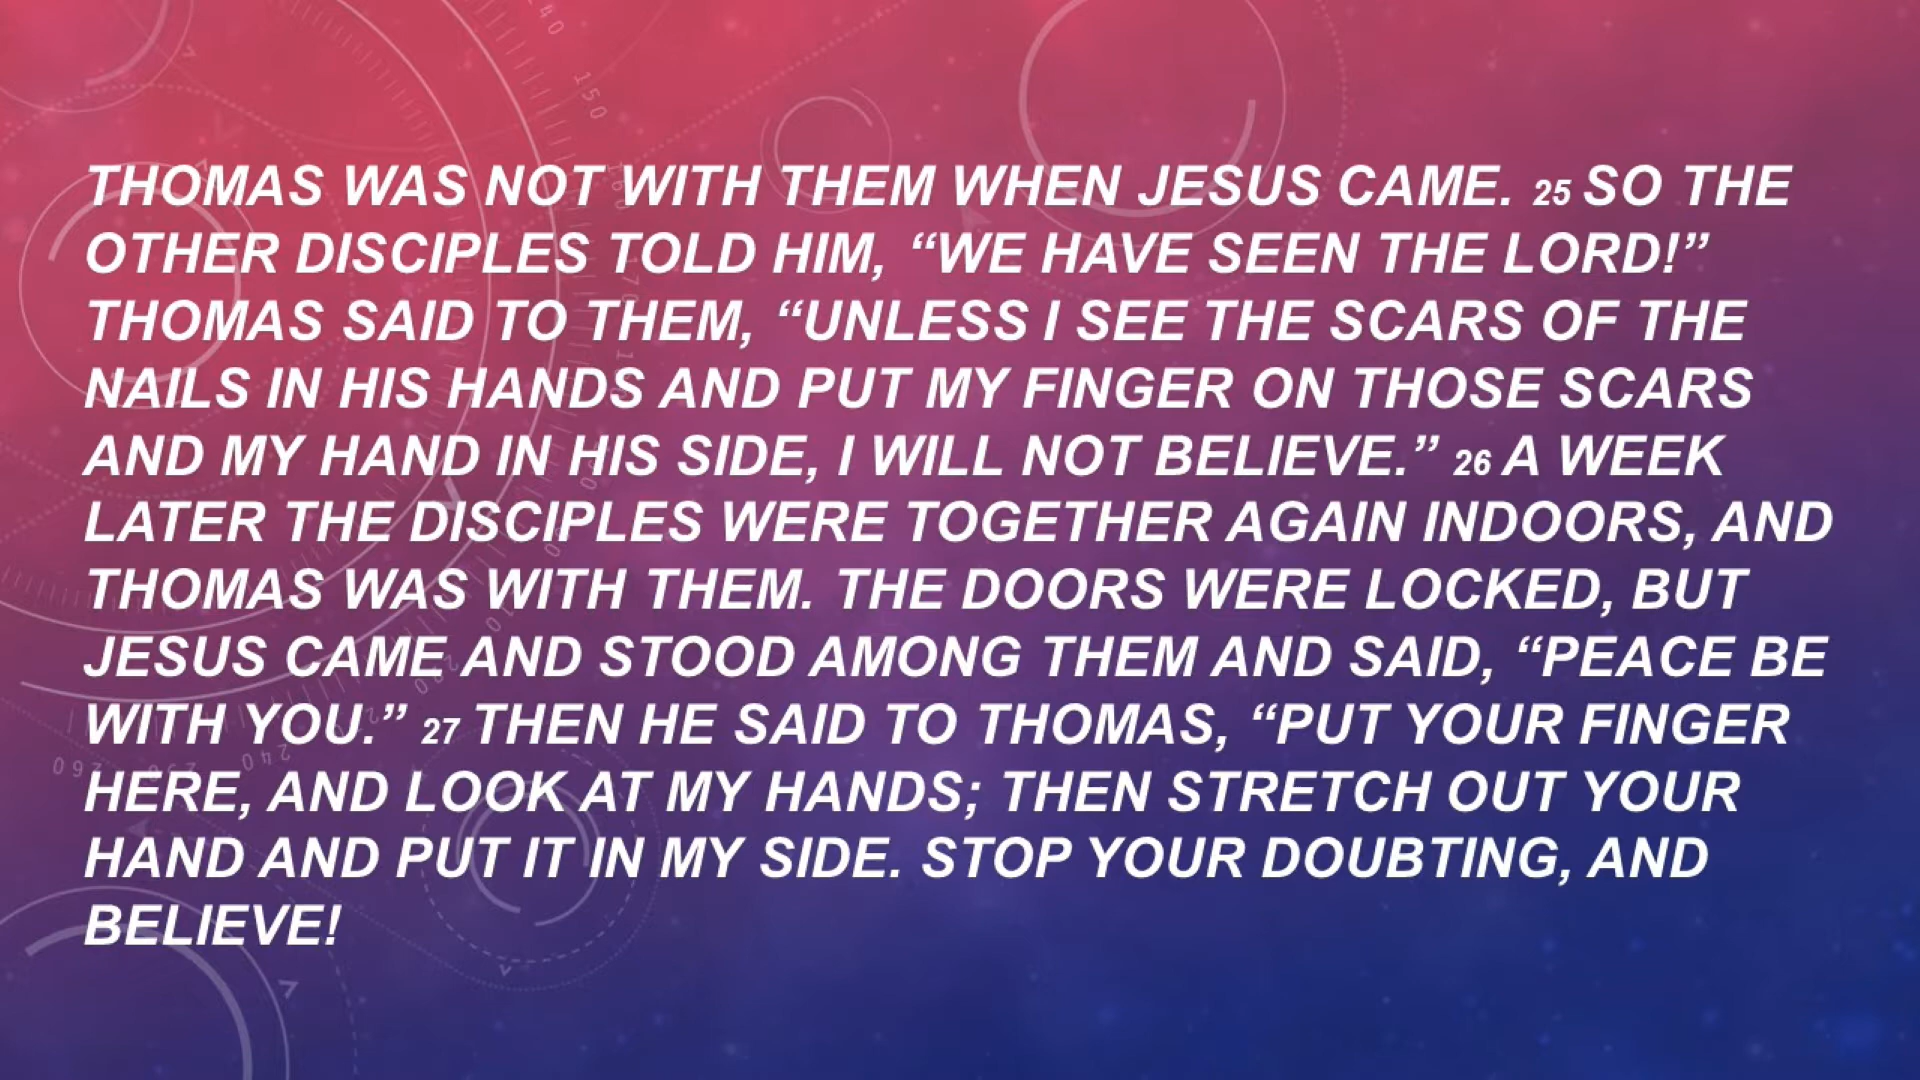 THOMAS WAS NOT WITH THEM WHEN JESUS CAME. 25 SO THE
OTHER DISCIPLES TOLD HIM, “WE HAVE SEEN THE LORD!”
THOMAS SAID TO THEM, “UNLESS I SEE THE SCARS OF THE
NAILS IN HIS HANDS AND PUT MY FINGER ON THOSE SCARS
AND MY HAND IN HIS SIDE, I WILL NOT BELIEVE.” 26 A WEEK
LATER THE DISCIPLES WERE TOGETHER AGAIN INDOORS, AND
THOMAS WAS WITH THEM. THE DOORS WERE LOCKED, BUT
JESUS CAME AND STOOD AMONG THEM AND SAID, “PEACE BE
WITH YOU.” 27 THEN HE SAID TO THOMAS, “PUT YOUR FINGER
HERE, AND LOOK AT MY HANDS; THEN STRETCH OUT YOUR
HAND AND PUT IT IN MY SIDE. STOP YOUR DOUBTING, AND
BELIEVE!
140
150
240
260